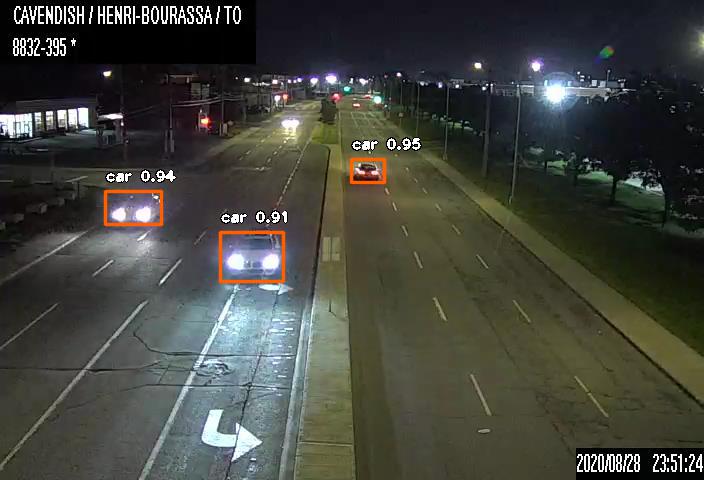 CAVENDISH / HENRI-BOURASSA / TO
8832-395 *
car 0.95
car 0.94
car 0.91
2020/08/28 23:51:24